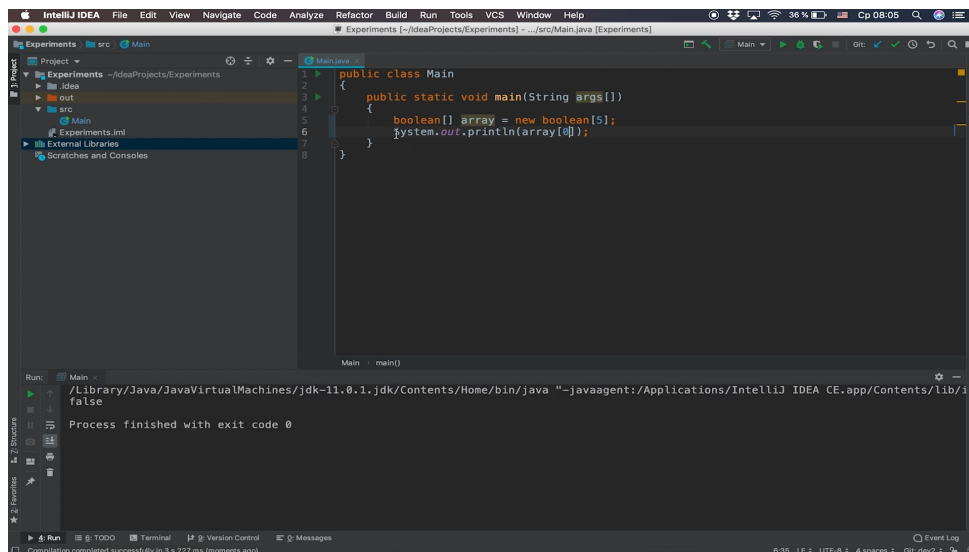 IntelliJ IDEA File Edit View Navigate Code Analyze Refactor Build Run Tools VCS Window Help 36 % Ср 08:05
Experiments [~/IdeaProjects/Experiments] - .../src/Main.java [Experiments]
Experiments src Main Main Git:
1: Project
Project Main.java
Experiments ~/IdeaProjects/Experiments
.idea
out
src
Main
Experiments.iml
External Libraries
Scratches and Consoles
1 public class Main
2 {
3 public static void main(String args[])
4 {
5 boolean[] array = new boolean[5];
6 System.out.println(array[0]);
7 }
8 }
Main main()
Run: Main
/Library/Java/JavaVirtualMachines/jdk-11.0.1.jdk/Contents/Home/bin/java "-javaagent:/Applications/IntelliJ IDEA CE.app/Contents/lib/i
false
Process finished with exit code 0
7: Structure
2: Favorites
4: Run 6: TODO Terminal 9: Version Control 0: Messages Event Log
Compilation completed successfully in 3 s 227 ms (moments ago) 6:35 LF UTF-8 4 spaces Git: dev2